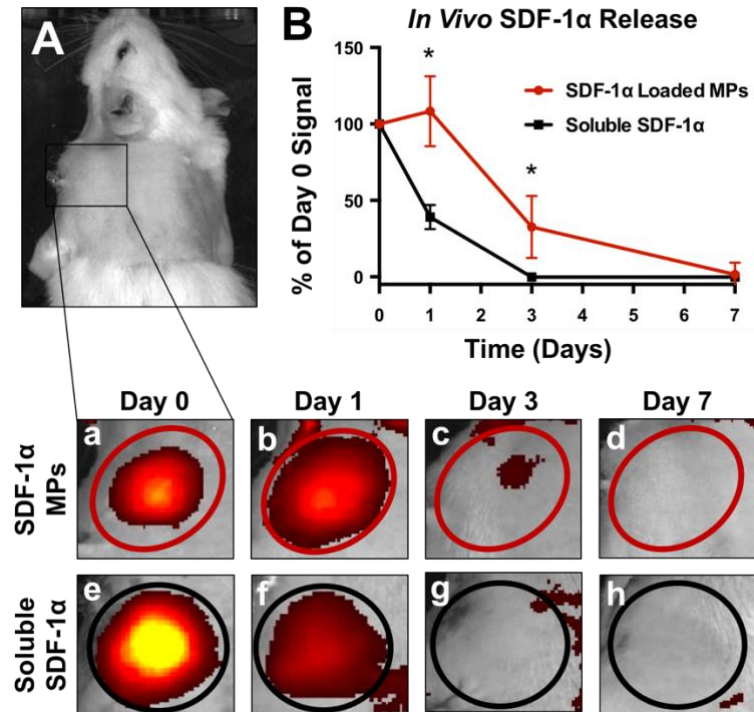 A
B
In Vivo SDF-1α Release
% of Day 0 Signal
150
100
50
0
*
*
SDF-1α Loaded MPs
Soluble SDF-1α
0 1 2 3 4 5 6 7
Time (Days)
Day 0 Day 1 Day 3 Day 7
SDF-1α
MPs
a b c d
Soluble
SDF-1α
e f g h